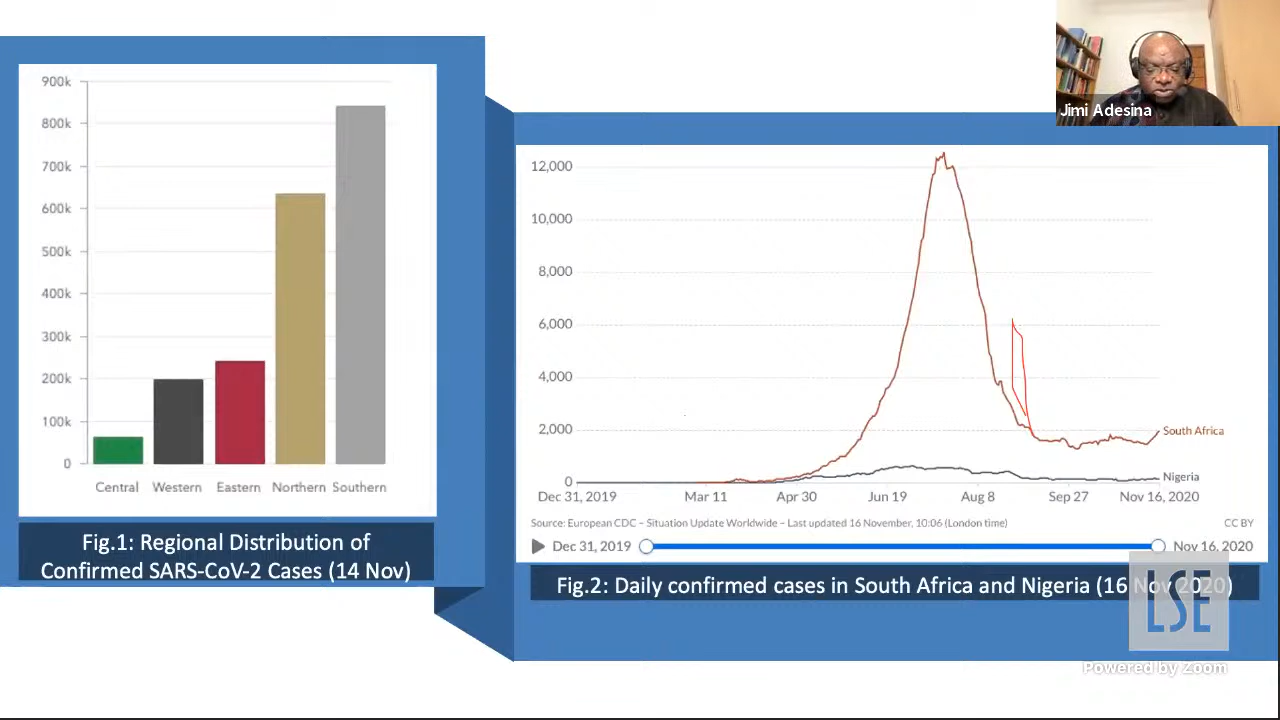 Jimi Adesina
900k
800k
700k
600k
500k
400k
300k
200k
100k
0
Central Western Eastern Northern Southern
Fig.1: Regional Distribution of
Confirmed SARS-CoV-2 Cases (14 Nov)
12,000
10,000
8,000
6,000
4,000
2,000
0
South Africa
Nigeria
Dec 31, 2019 Mar 11 Apr 30 Jun 19 Aug 8 Sep 27 Nov 16, 2020
Source: European CDC – Situation Update Worldwide – Last updated 16 November, 10:06 (London time) CC BY
Dec 31, 2019 Nov 16, 2020
Fig.2: Daily confirmed cases in South Africa and Nigeria (16 Nov 2020)
LSE
Powered by Zoom